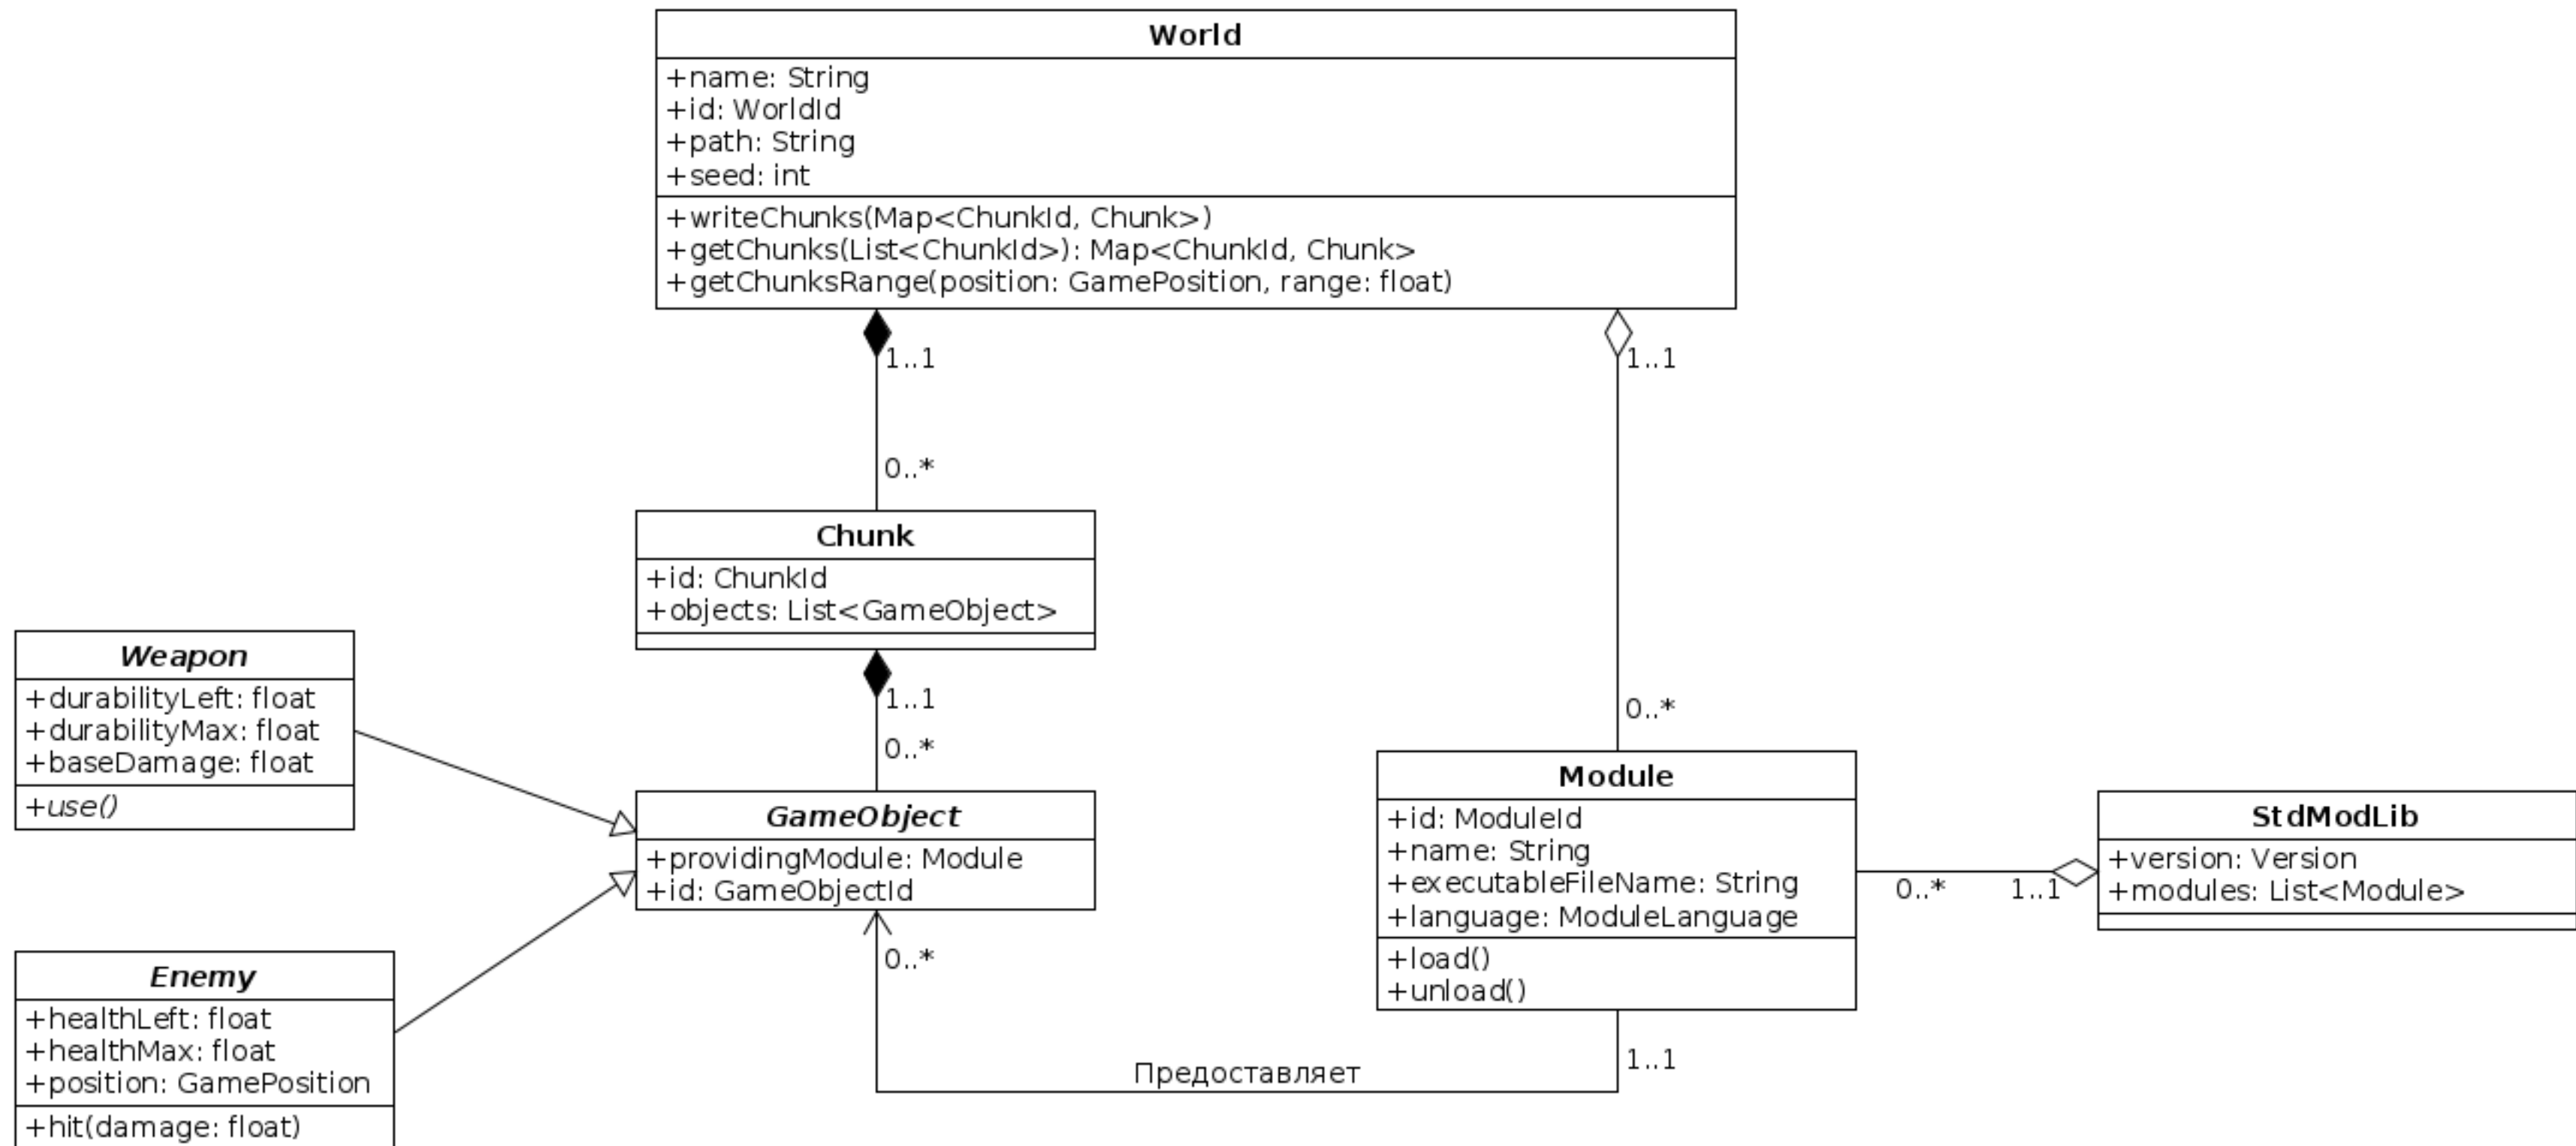 World
+name: String
+id: WorldId
+path: String
+seed: int
+writeChunks(Map<ChunkId, Chunk>)
+getChunks(List<ChunkId>): Map<ChunkId, Chunk>
+getChunksRange(position: GamePosition, range: float)
1..1
1..1
0..*
Chunk
+id: ChunkId
+objects: List<GameObject>
1..1
0..*
Weapon
+durabilityLeft: float
+durabilityMax: float
+baseDamage: float
+use()
GameObject
+providingModule: Module
+id: GameObjectId
0..*
0..*
Module
+id: ModuleId
+name: String
+executableFileName: String
+language: ModuleLanguage
+load()
+unload()
0..*
1..1
StdModLib
+version: Version
+modules: List<Module>
Enemy
+healthLeft: float
+healthMax: float
+position: GamePosition
+hit(damage: float)
Предоставляет
1..1